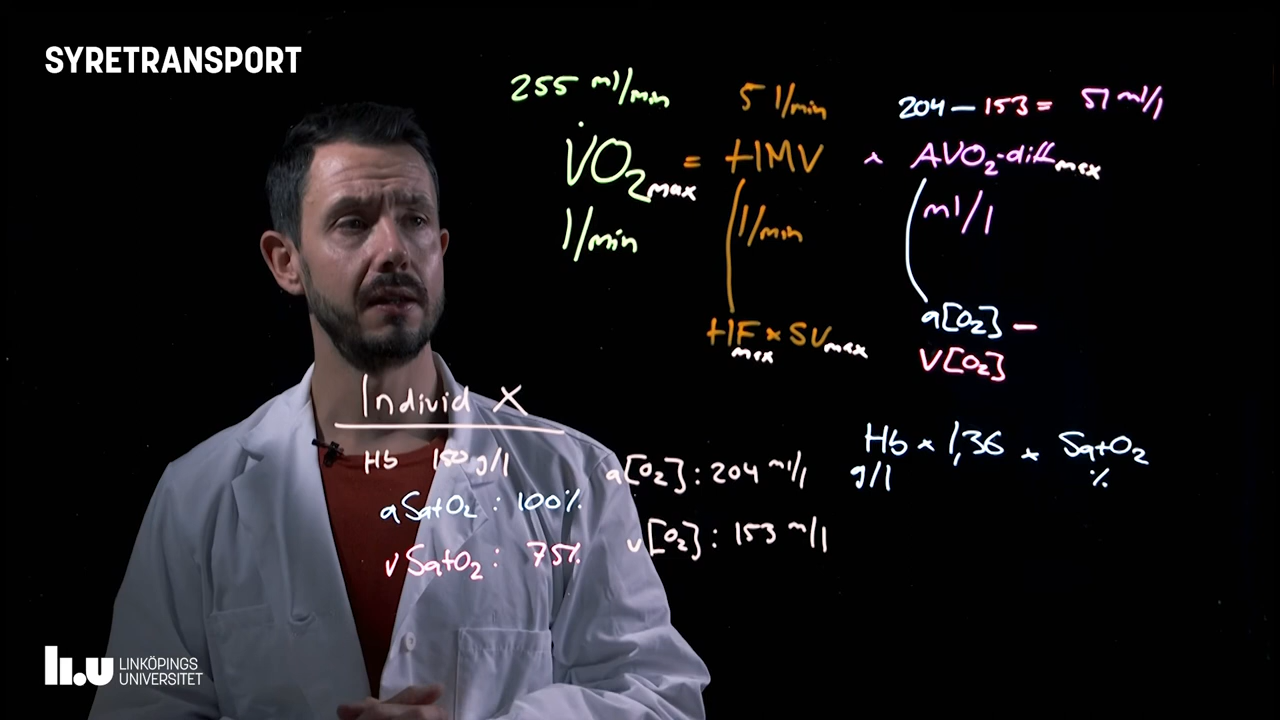 SYRETRANSPORT
255 ml/min 5 l/min 204 — 153 = 51 ml/l
V̇O₂max = HMV × AVO₂-diffmax
l/min l/min ml/l
HFmax × SVmax
a[O₂] —
v[O₂]
Individ X
Hb 150 g/l
aSatO₂ : 100%
vSatO₂ : 75%
a[O₂] : 204 ml/l
v[O₂] : 153 ml/l
Hb × 1,36 × SatO₂
g/l %
li.u LINKÖPINGS
UNIVERSITET